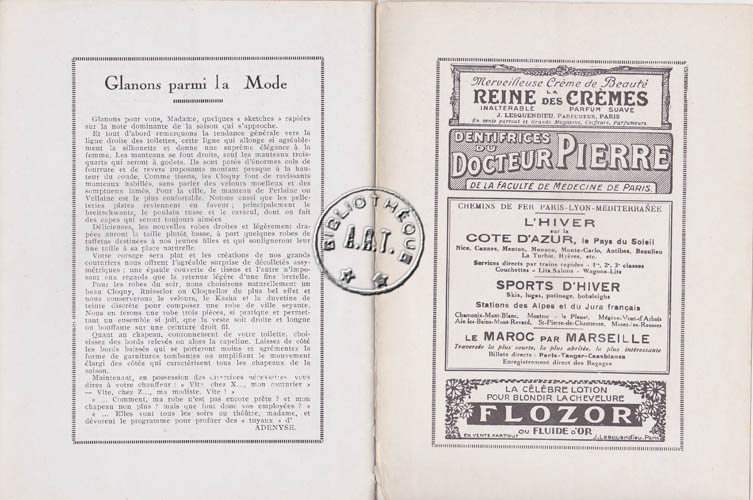 Glanons parmi la Mode
Glanons pour vous, Madame, quelques « sketches » rapides
sur la note dominante de la saison qui s'approche.
Et tout d'abord remarquons la tendance générale vers la
ligne droite des toilettes, cette ligne qui allonge si agréable-
ment la silhouette et donne une suprême élégance à la
femme. Les manteaux se font droits, sauf les manteaux trois-
quarts qui seront à godets. Ils sont parés d'énormes cols de
fourrure et de revers imposants montant presque à la hau-
teur du coude. Comme tissus, les Cloquy font de ravissants
manteaux habillés, sans parler des velours moelleux et des
somptueux lamés. Pour la ville, le manteau de Perlaine ou
Vellaine est le plus confortable. Notons aussi que les pelle-
teries plates reviennent en faveur ; principalement le
breitschwantz, le poulain russe et le caracul, dont on fait
des capes qui seront toujours aimées
Délicieuses, les nouvelles robes droites et légèrement dra-
pées auront la taille plutôt basse, à part quelques robes de
taffetas destinées à nos jeunes filles et qui souligneront leur
fine taille à sa place naturelle.
Votre corsage sera plat et les créations de nos grands
couturiers nous offrent l'agréable surprise de décolletés assy-
métriques : une épaule couverte de tissus et l'autre n'impo-
sant aux regards que la retenue légère d'une fine bretelle.
Pour les robes du soir, nous choisirons naturellement un
beau Cloquy, Ruisselor ou Cloquellor du plus bel effet et
nous conserverons le velours, le Kasha et la duvetine de
teinte discrète pour composer une robe de ville seyante.
Nous en ferons une robe trois pièces, si pratique et permet-
tant un ensemble si joli, que la veste soit droite et longue
ou bouffante sur une ceinture droit fil.
Quant au chapeau, couronnement de votre toilette, choi-
sissez des bords relevés ou alors la capeline. Laissez de côté
les bords baissés qui se porteront moins et agrémentez la
forme de garnitures tombantes ou amplifiant le mouvement
élargi des côtés qui caractérisent tous les chapeaux de la
saison.
Maintenant, en possession des directives nécessaires vous
direz à votre chauffeur : « Vite, chez X..., mon couturier »
— Vite, chez X..., ma modiste. Vite ! »
« ... Comment, ma robe n'est pas encore prête ? et mon
chapeau non plus ? mais que font donc vos employées ? »
« ... Elles vont tous les soirs au théâtre, madame, et
dévorent le programme pour profiter des « tuyaux » d'
ADENYSE.
BIBLIOTHÈQUE
A.R.T.
Merveilleuse Crème de Beauté
REINE DES CRÈMES
LA
INALTERABLE PARFUM SUAVE
J. LESQUENDIEU, PARFUMEUR, PARIS
En vente partout et Grands Magasins, Coiffeurs, Parfumeurs.
DENTIFRICES
DU
DOCTEUR PIERRE
DE LA FACULTÉ DE MÉDECINE DE PARIS.
CHEMINS DE FER PARIS-LYON-MÉDITERRAÑÉE
L'HIVER
sur la
COTE D'AZUR, le Pays du Soleil
Nice, Cannes, Menton, Monaco, Monte-Carlo, Antibes, Beaulieu
La Turbie, Hyères, etc.
Services directs par trains rapides - 1re, 2e, 3e classes
Couchettes - Lits-Salons - Wagons-Lits
SPORTS D'HIVER
Skis, luges, patinage, bobsleighs
Stations des Alpes et du Jura français
Chamonix-Mont-Blanc, le Planet, Mégève-Mont-d'Arbois
Aix-les-Bains-Mont-Revard, St-Pierre-de-Chartreuse, Morez-les-Rousses
LE MAROC PAR MARSEILLE
Traversée la plus courte, la plus abritée, la plus intéressante
Billets directs : Paris-Tanger-Casablanca
Enregistrement direct des Bagages
LA CÉLÈBRE LOTION
POUR BLONDIR LA CHEVELURE
FLOZOR
OU FLUIDE D'OR
EN VENTE PARTOUT
J. Lesquendieu, Paris